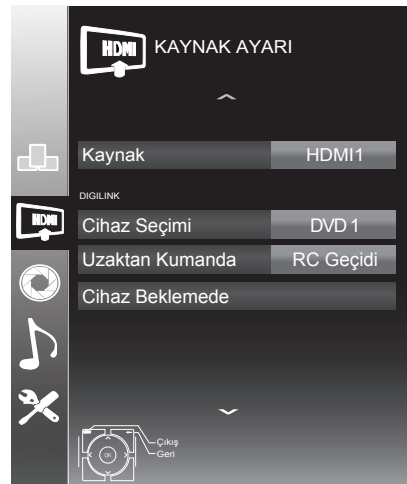 HDMI KAYNAK AYARI
Kaynak HDMI1
DIGILINK
HDMI
Cihaz Seçimi DVD 1
Uzaktan Kumanda RC Geçidi
Cihaz Beklemede
Çıkış
OK Geri